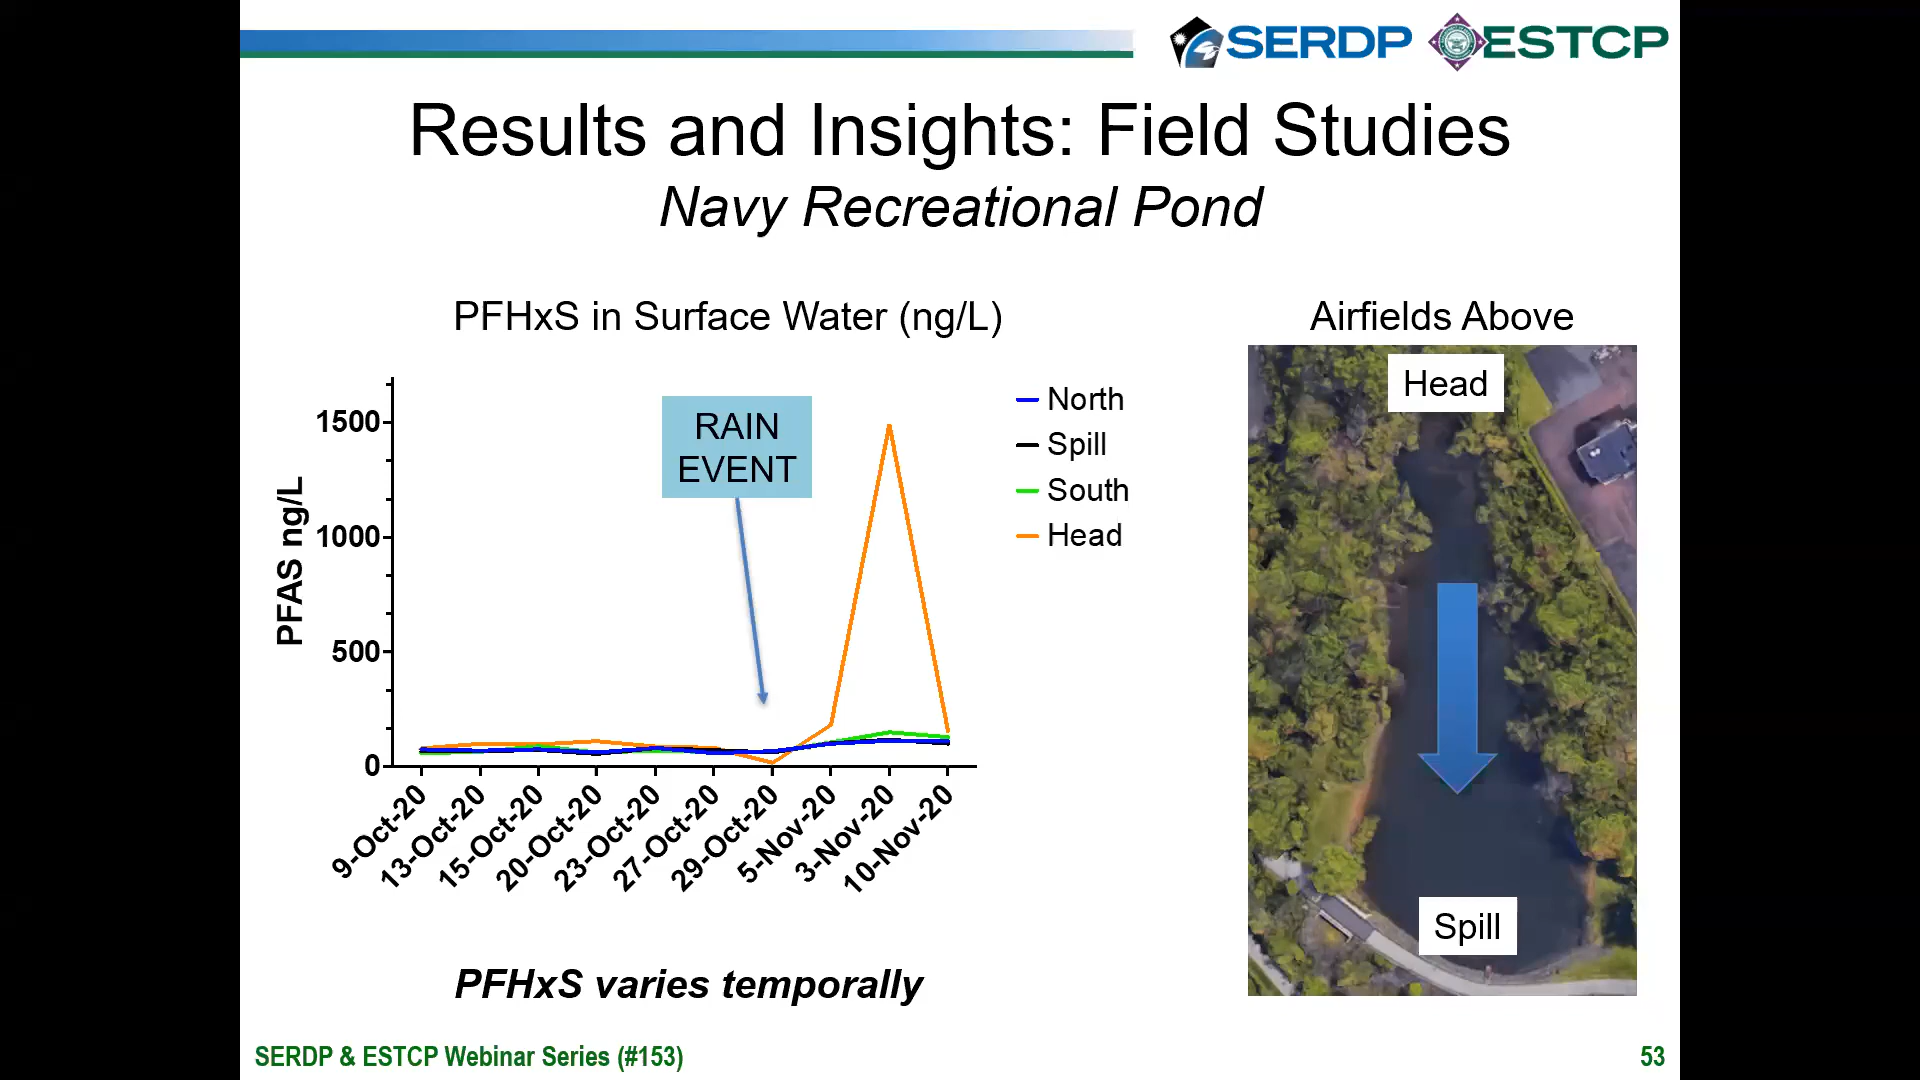 SERDP ESTCP
Results and Insights: Field Studies
Navy Recreational Pond
PFHxS in Surface Water (ng/L)
PFAS ng/L
1500
1000
500
0
RAIN
EVENT
North
Spill
South
Head
9-Oct-20
13-Oct-20
15-Oct-20
20-Oct-20
23-Oct-20
27-Oct-20
29-Oct-20
5-Nov-20
3-Nov-20
10-Nov-20
PFHxS varies temporally
Airfields Above
Head
Spill
SERDP & ESTCP Webinar Series (#153)
53